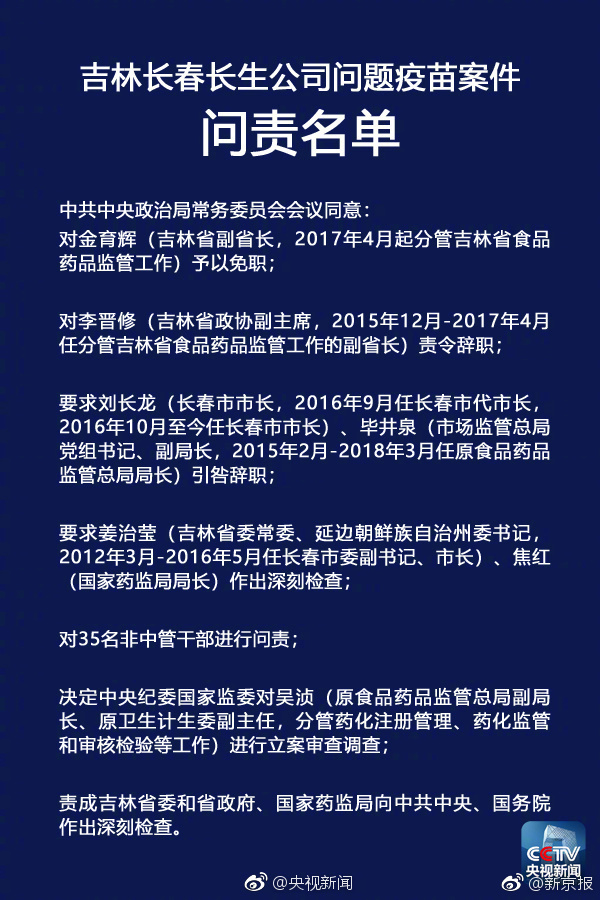 吉林长春长生公司问题疫苗案件
问责名单
中共中央政治局常务委员会会议同意：
对金育辉（吉林省副省长，2017年4月起分管吉林省食品
药品监管工作）予以免职；
对李晋修（吉林省政协副主席，2015年12月-2017年4月
任分管吉林省食品药品监管工作的副省长）责令辞职；
要求刘长龙（长春市市长，2016年9月任长春市代市长，
2016年10月至今任长春市市长）、毕井泉（市场监管总局
党组书记、副局长，2015年2月-2018年3月任原食品药品
监管总局局长）引咎辞职；
要求姜治莹（吉林省委常委、延边朝鲜族自治州委书记，
2012年3月-2016年5月任长春市委副书记、市长）、焦红
（国家药监局局长）作出深刻检查；
对35名非中管干部进行问责；
决定中央纪委国家监委对吴浈（原食品药品监管总局副局
长、原卫生计生委副主任，分管药化注册管理、药化监管
和审核检验等工作）进行立案审查调查；
责成吉林省委和省政府、国家药监局向中共中央、国务院
作出深刻检查。
CCTV
央视新闻
@央视新闻
@新京报